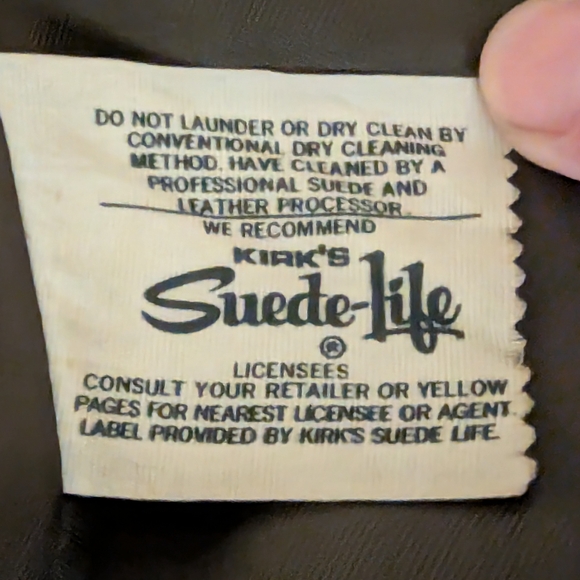 DO NOT LAUNDER OR DRY CLEAN BY
CONVENTIONAL DRY CLEANING
METHOD. HAVE CLEANED BY A
PROFESSIONAL SUEDE AND
LEATHER PROCESSOR.
WE RECOMMEND
KIRK'S
Suede-Life
®
LICENSEES
CONSULT YOUR RETAILER OR YELLOW
PAGES FOR NEAREST LICENSEE OR AGENT.
LABEL PROVIDED BY KIRK'S SUEDE LIFE.